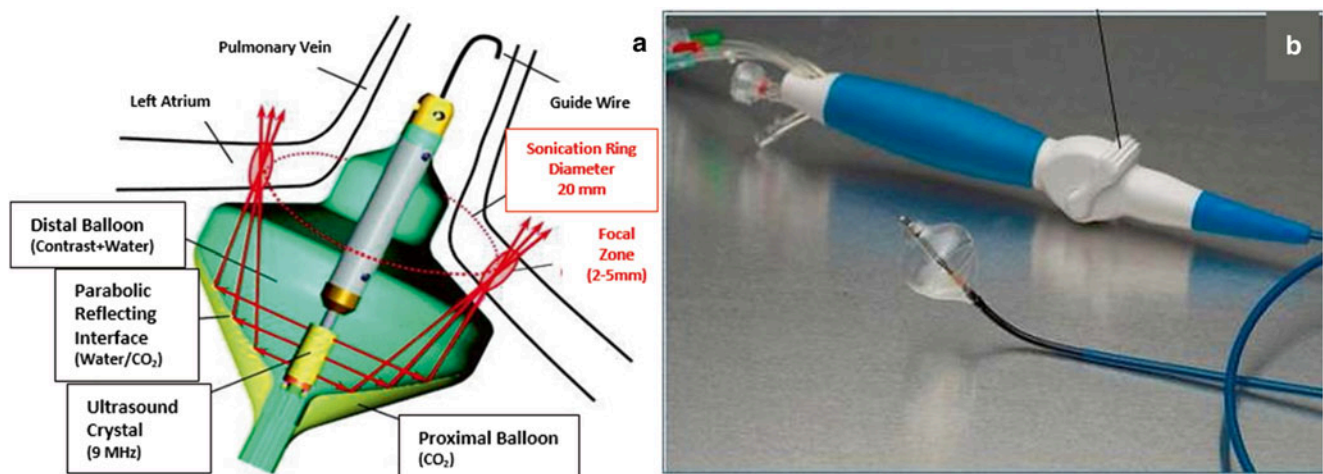 a
Pulmonary Vein
Left Atrium
Guide Wire
Sonication Ring
Diameter
20 mm
Distal Balloon
(Contrast+Water)
Focal
Zone
(2-5mm)
Parabolic
Reflecting
Interface
(Water/CO₂)
Ultrasound
Crystal
(9 MHz)
Proximal Balloon
(CO₂)
b